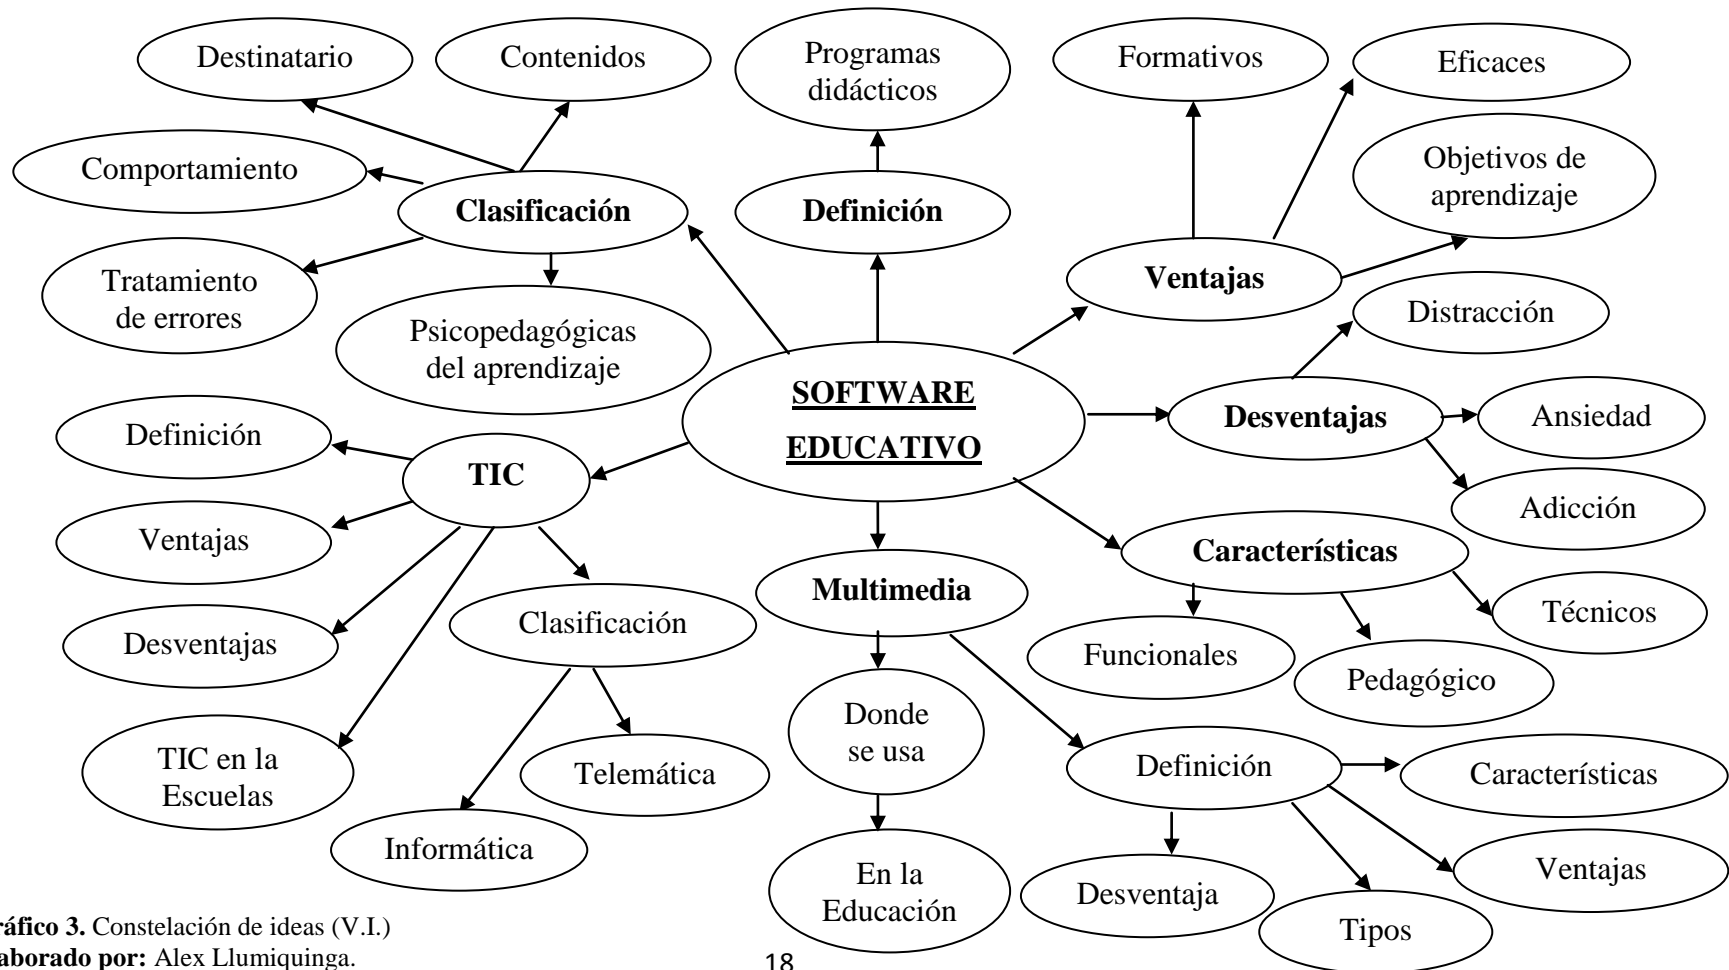 Destinatario
Contenidos
Programas
didácticos
Formativos
Eficaces
Comportamiento
Clasificación
Definición
Objetivos de
aprendizaje
Tratamiento
de errores
Psicopedagógicas
del aprendizaje
Ventajas
Distracción
SOFTWARE
EDUCATIVO
Desventajas
Ansiedad
Adicción
Definición
TIC
Ventajas
Desventajas
Clasificación
Multimedia
Características
Técnicos
Funcionales
Pedagógico
TIC en la
Escuelas
Telemática
Informática
Donde
se usa
En la
Educación
Definición
Características
Ventajas
Desventaja
Tipos
ráfico 3. Constelación de ideas (V.I.)
aborado por: Alex Llumiquinga.
18